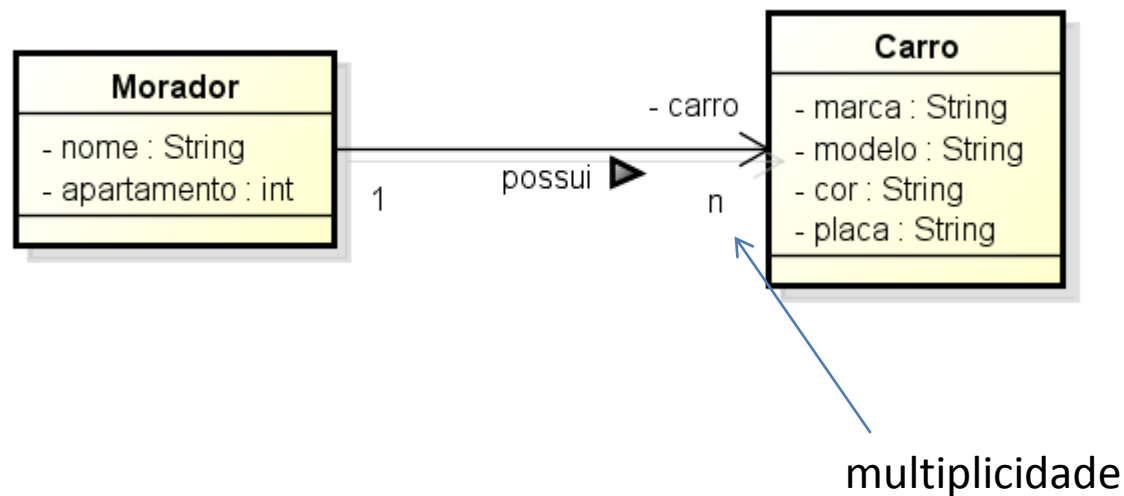 Morador
- nome : String
- apartamento : int
1
possui
- carro
n
Carro
- marca : String
- modelo : String
- cor : String
- placa : String
multiplicidade